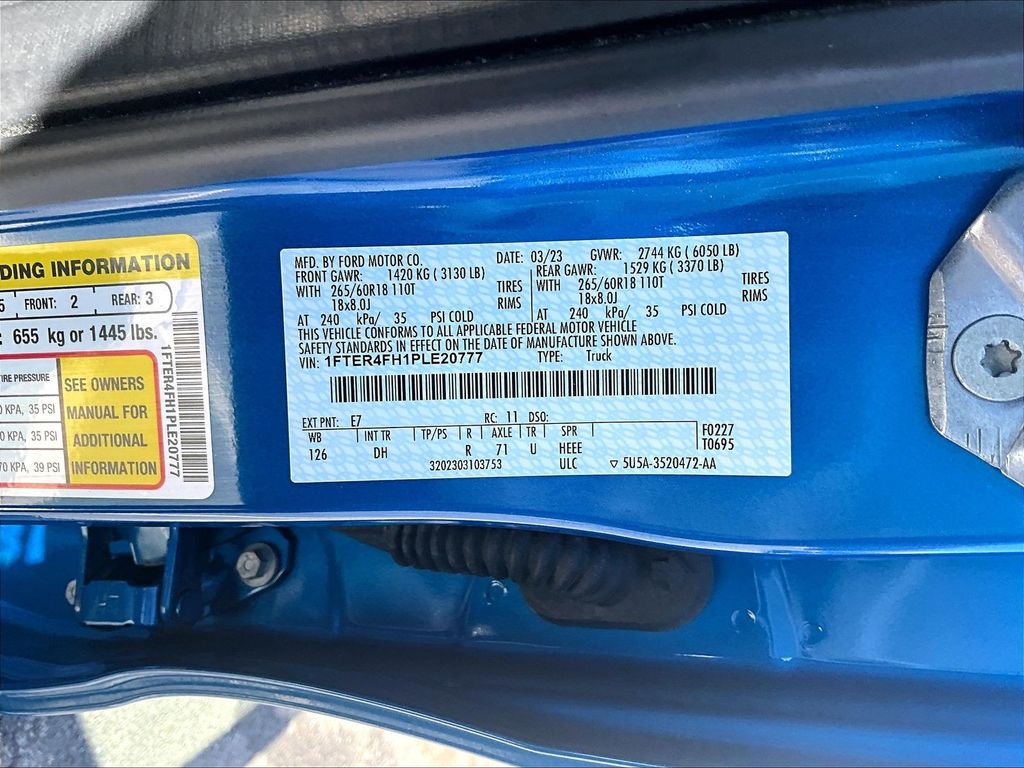 DING INFORMATION
5 FRONT: 2 REAR: 3
: 655 kg or 1445 lbs.
IRE PRESSURE
0 KPA, 35 PSI
0 KPA, 35 PSI
70 KPA, 39 PSI
SEE OWNERS
MANUAL FOR
ADDITIONAL
INFORMATION
1FTER4FH1PLE20777
MFD. BY FORD MOTOR CO. DATE: 03/23 GVWR: 2744 KG ( 6050 LB)
FRONT GAWR: 1420 KG ( 3130 LB) REAR GAWR: 1529 KG ( 3370 LB)
WITH 265/60R18 110T TIRES WITH 265/60R18 110T TIRES
18x8.0J RIMS 18x8.0J RIMS
AT 240 kPa/ 35 PSI COLD AT 240 kPa/ 35 PSI COLD
THIS VEHICLE CONFORMS TO ALL APPLICABLE FEDERAL MOTOR VEHICLE
SAFETY STANDARDS IN EFFECT ON THE DATE OF MANUFACTURE SHOWN ABOVE.
VIN: 1FTER4FH1PLE20777 TYPE: Truck
EXT PNT: E7 RC: 11 DSO: F0227
WB INT TR TP/PS R AXLE TR SPR T0695
126 DH R 71 U HEEE
3202303103753 ULC ▽ 5U5A-3520472-AA